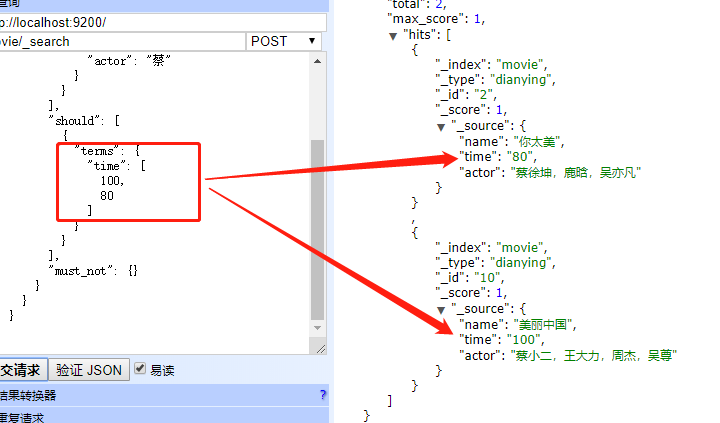 查询
p://localhost:9200/
ovie/_search
POST
"actor": "蔡"
}
}
],
"should": [
{
"terms": {
"time": [
100,
80
]
}
}
],
"must_not": {}
}
}
}
交请求
验证 JSON
易读
结果转换器
?
重复请求
"total": 2,
"max_score": 1,
"hits": [
{
"_index": "movie",
"_type": "dianying",
"_id": "2",
"_score": 1,
"_source": {
"name": "你太美",
"time": "80",
"actor": "蔡徐坤，鹿晗，吴亦凡"
}
}
,
{
"_index": "movie",
"_type": "dianying",
"_id": "10",
"_score": 1,
"_source": {
"name": "美丽中国",
"time": "100",
"actor": "蔡小二，王大力，周杰，吴尊"
}
}
]
}